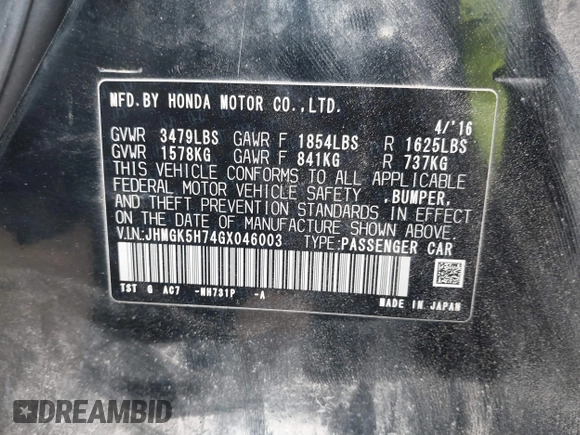 MFD.BY HONDA MOTOR CO.,LTD.
4/'16
GVWR 3479LBS GAWR F 1854LBS R 1625LBS
GVWR 1578KG GAWR F 841KG R 737KG
THIS VEHICLE CONFORMS TO ALL APPLICABLE
FEDERAL MOTOR VEHICLE SAFETY ,BUMPER,
AND THEFT PREVENTION STANDARDS IN EFFECT ON
THE DATE OF MANUFACTURE SHOWN ABOVE.
V.I.N.:JHMGK5H74GX046003 TYPE:PASSENGER CAR
TST G AC7 -NH731P -A
MADE IN JAPAN
DREAMBID